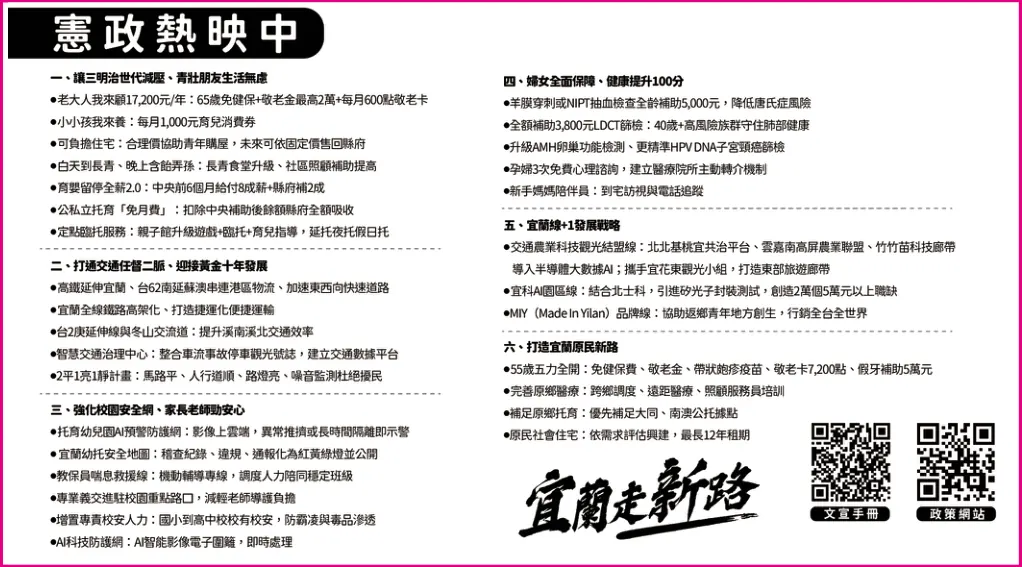 憲政熱映中
一、讓三明治世代減壓、青壯朋友生活無慮
●老大人我來顧17,200元/年：65歲免健保+敬老金最高2萬+每月600點敬老卡
●小小孩我來養：每月1,000元育兒消費券
●可負擔住宅：合理價協助青年購屋，未來可依固定價售回縣府
●白天到長青、晚上含飴弄孫：長青食堂升級、社區照顧補助提高
●育嬰留停全薪2.0：中央前6個月給付8成薪+縣府補2成
●公私立托育「免月費」：扣除中央補助後餘額縣府全額吸收
●定點臨托服務：親子館升級遊戲+臨托+育兒指導，延托夜托假日托
二、打通交通任督二脈、迎接黃金十年發展
●高鐵延伸宜蘭、台62南延蘇澳串連港區物流、加速東西向快速道路
●宜蘭全線鐵路高架化、打造捷運化便捷運輸
●台2庚延伸線與冬山交流道：提升溪南溪北交通效率
●智慧交通治理中心：整合車流事故停車觀光號誌，建立交通數據平台
●2平1亮1靜計畫：馬路平、人行道順、路燈亮、噪音監測杜絕擾民
三、強化校園安全網、家長老師勁安心
●托育幼兒園AI預警防護網：影像上雲端，異常推擠或長時間隔離即示警
●宜蘭幼托安全地圖：稽查紀錄、違規、通報化為紅黃綠燈並公開
●教保員喘息救援線：機動輔導專線，調度人力陪同穩定班級
●專業義交進駐校園重點路口，減輕老師導護負擔
●增置專責校安人力：國小到高中校校有校安，防霸凌與毒品滲透
●AI科技防護網：AI智能影像電子圍籬，即時處理
四、婦女全面保障、健康提升100分
●羊膜穿刺或NIPT抽血檢查全齡補助5,000元，降低唐氏症風險
●全額補助3,800元LDCT篩檢：40歲+高風險族群守住肺部健康
●升級AMH卵巢功能檢測、更精準HPV DNA子宮頸癌篩檢
●孕婦3次免費心理諮詢，建立醫療院所主動轉介機制
●新手媽媽陪伴員：到宅訪視與電話追蹤
五、宜蘭線+1發展戰略
●交通農業科技觀光結盟線：北北基桃宜共治平台、雲嘉南高屏農業聯盟、竹竹苗科技廊帶
導入半導體大數據AI；攜手宜花東觀光小組，打造東部旅遊廊帶
●宜科AI園區線：結合北士科，引進矽光子封裝測試，創造2萬個5萬元以上職缺
●MIY（Made In Yilan）品牌線：協助返鄉青年地方創生，行銷全台全世界
六、打造宜蘭原民新路
●55歲五力全開：免健保費、敬老金、帶狀皰疹疫苗、敬老卡7,200點、假牙補助5萬元
●完善原鄉醫療：跨鄉調度、遠距醫療、照顧服務員培訓
●補足原鄉托育：優先補足大同、南澳公托據點
●原民社會住宅：依需求評估興建，最長12年租期
宜蘭走新路
文宣手冊
政策網站